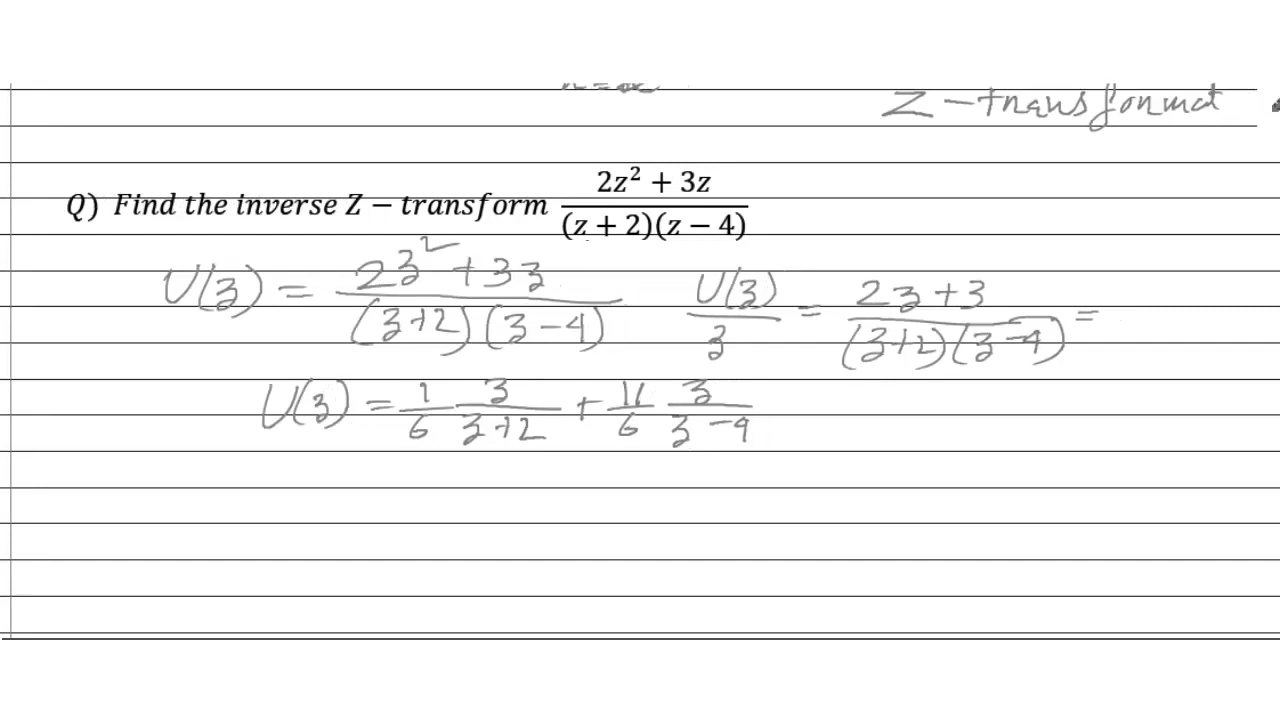 Z - transformat
Q) Find the inverse Z − transform (2z² + 3z)/((z + 2)(z − 4))
U(z) = (2z² + 3z)/((z+2)(z-4))    U(z)/z = (2z+3)/((z+2)(z-4)) =
U(z) = 1/6 z/(z+2) + 11/6 z/(z-4)